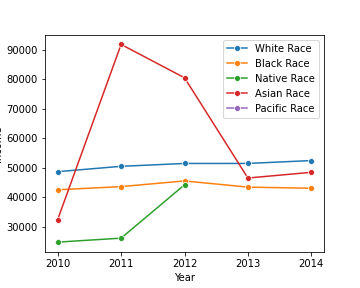 White Race
Black Race
Native Race
Asian Race
Pacific Race
90000
80000
70000
60000
50000
40000
30000
2010
2011
2012
2013
2014
Year